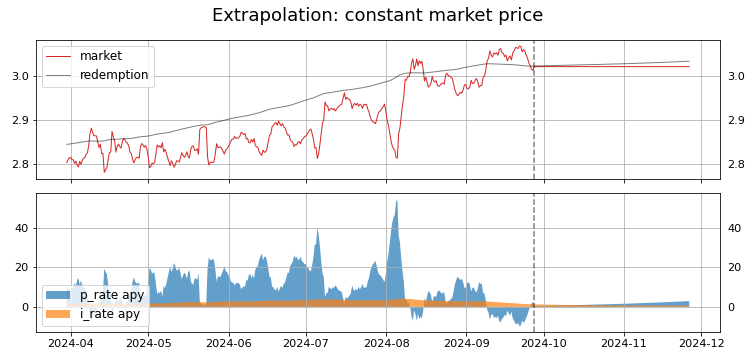 Extrapolation: constant market price
market
redemption
3.0
2.9
2.8
3.0
2.9
2.8
40
20
0
40
20
0
p_rate apy
i_rate apy
2024-04 2024-05 2024-06 2024-07 2024-08 2024-09 2024-10 2024-11 2024-12